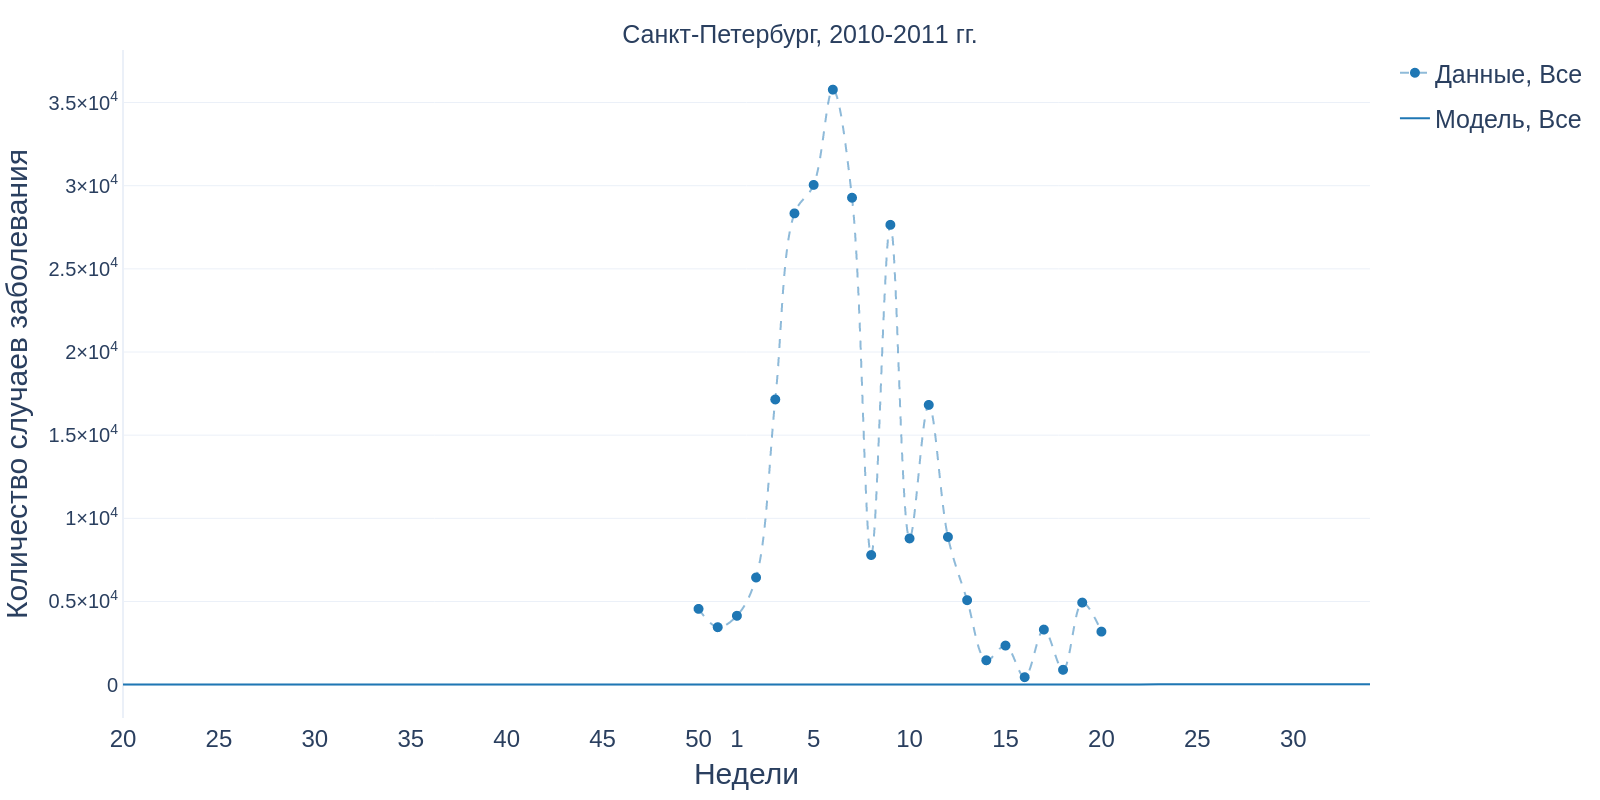 Санкт-Петербург, 2010-2011 гг.
Данные, Все
Модель, Все
Количество случаев заболевания
3.5×10⁴
3×10⁴
2.5×10⁴
2×10⁴
1.5×10⁴
1×10⁴
0.5×10⁴
0
20 25 30 35 40 45 50 1 5 10 15 20 25 30
Недели